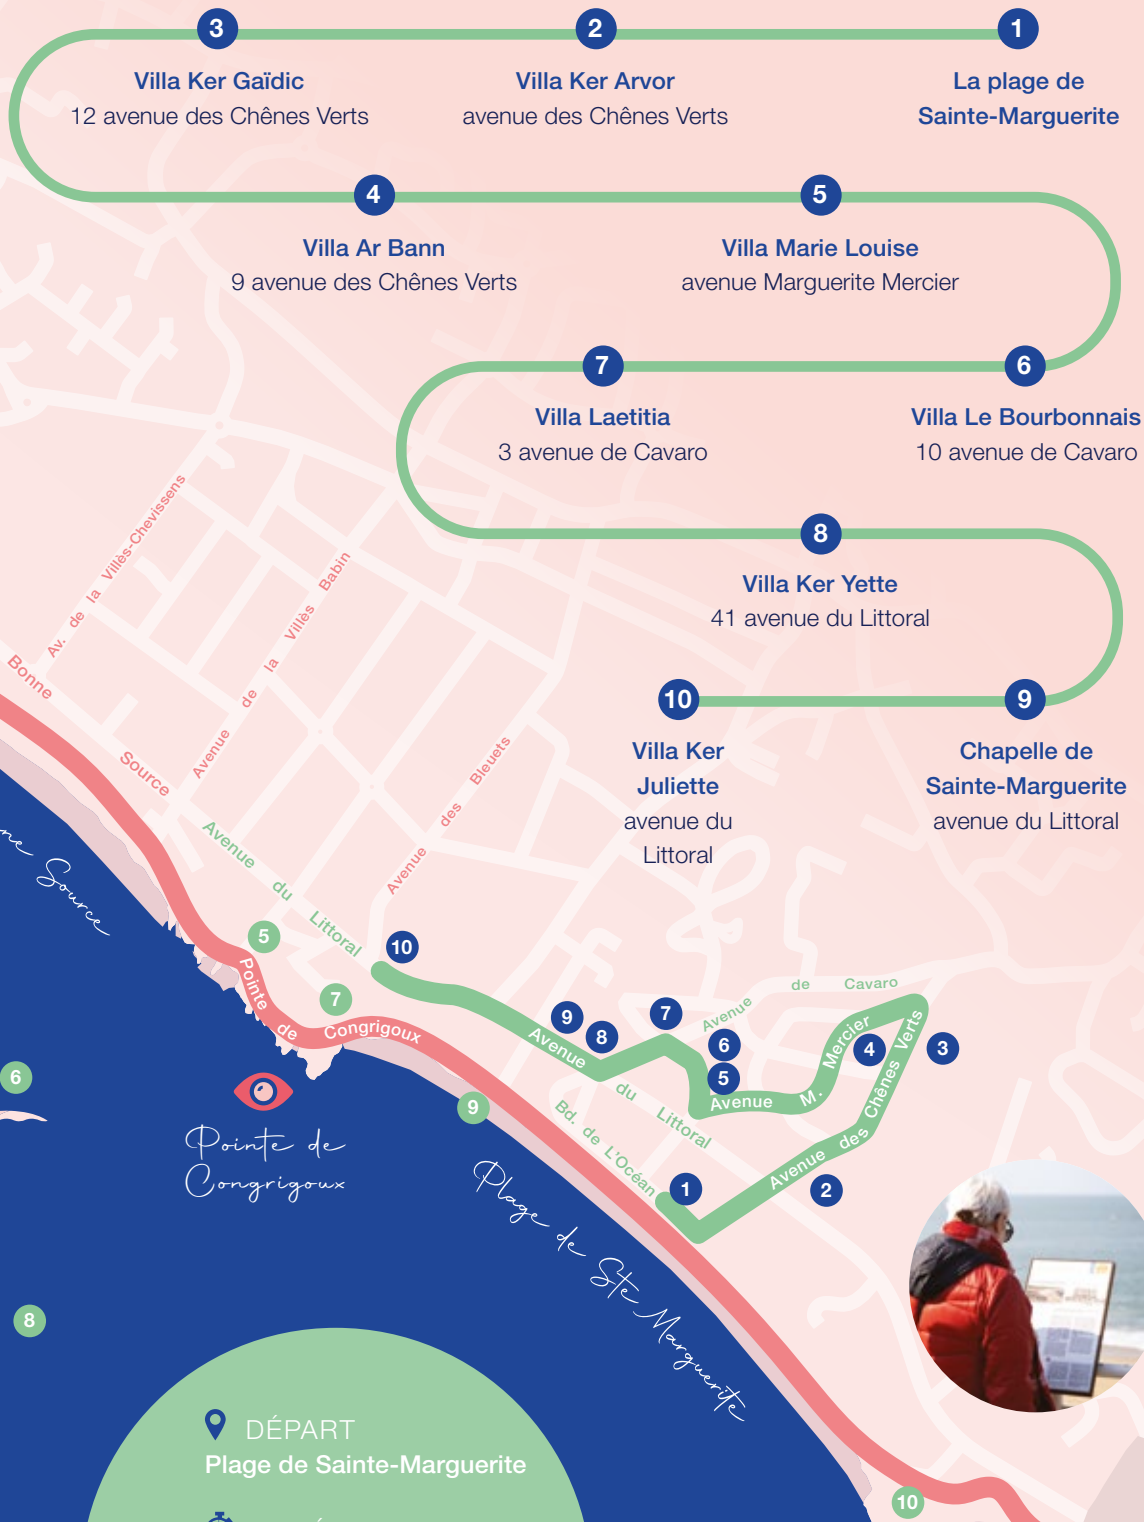 3
2
1
Villa Ker Gaïdic
12 avenue des Chênes Verts
Villa Ker Arvor
avenue des Chênes Verts
La plage de
Sainte-Marguerite
4
5
Villa Ar Bann
9 avenue des Chênes Verts
Villa Marie Louise
avenue Marguerite Mercier
7
6
Villa Laetitia
3 avenue de Cavaro
Villa Le Bourbonnais
10 avenue de Cavaro
8
Villa Ker Yette
41 avenue du Littoral
10
9
Villa Ker
Juliette
avenue du
Littoral
Chapelle de
Sainte-Marguerite
avenue du Littoral
Av. de la Villès-Chevissens
Avenue de la Villès Babin
Avenue des Bleuets
Bonne Source
Avenue du Littoral
Source
5
10
7
Pointe de Congrigoux
6
9
8
7
6
5
4
3
Avenue de Cavaro
Avenue du Littoral
Avenue M. Mercier
Avenue des Chênes Verts
Bd. de L'Océan
1
2
9
Pointe de
Congrigoux
Plage de Ste Marguerite
8
10
DÉPART
Plage de Sainte-Marguerite